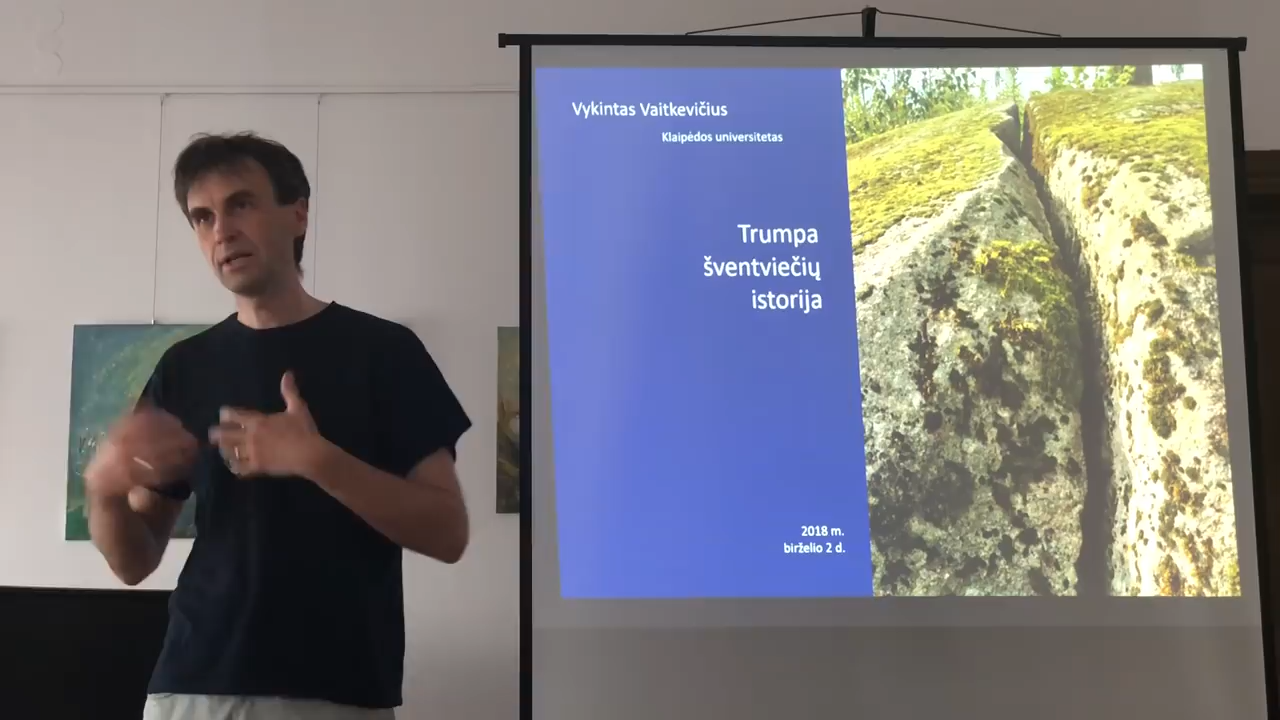 Vykintas Vaitkevičius
Klaipėdos universitetas
Trumpa
šventviečių
istorija
2018 m.
birželio 2 d.